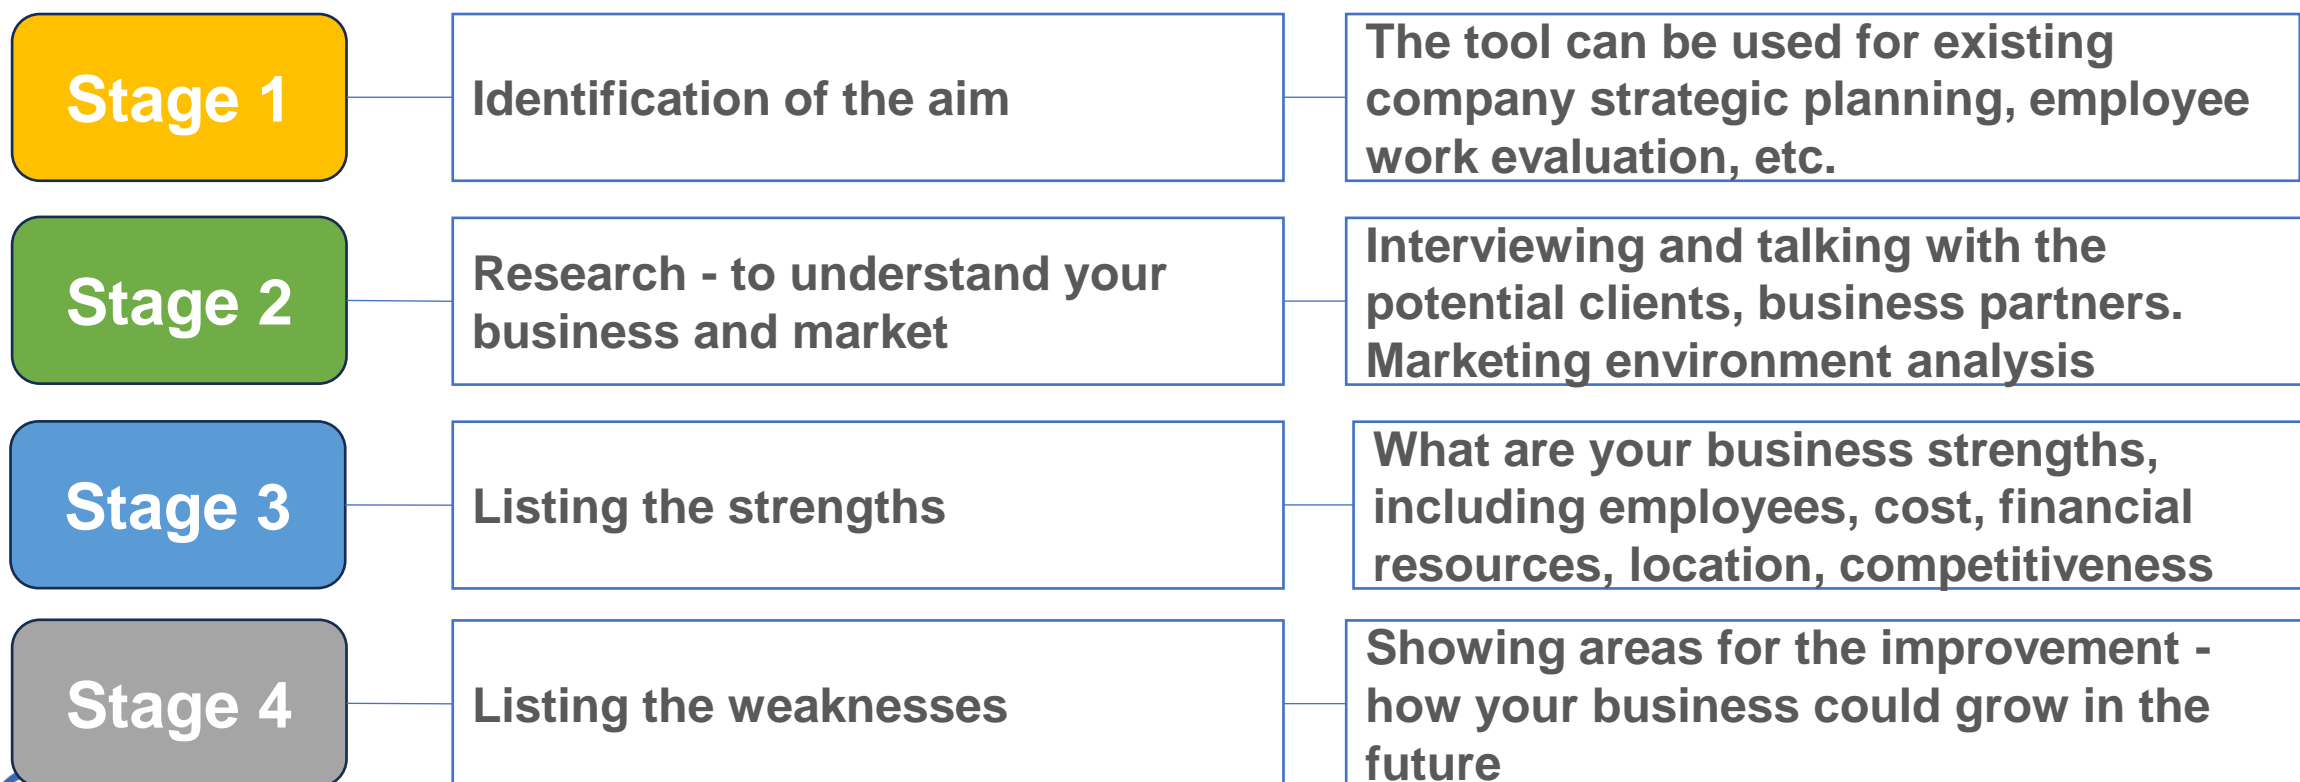 Stage 1
Identification of the aim
The tool can be used for existing
company strategic planning, employee
work evaluation, etc.
Stage 2
Research - to understand your
business and market
Interviewing and talking with the
potential clients, business partners.
Marketing environment analysis
Stage 3
Listing the strengths
What are your business strengths,
including employees, cost, financial
resources, location, competitiveness
Stage 4
Listing the weaknesses
Showing areas for the improvement -
how your business could grow in the
future